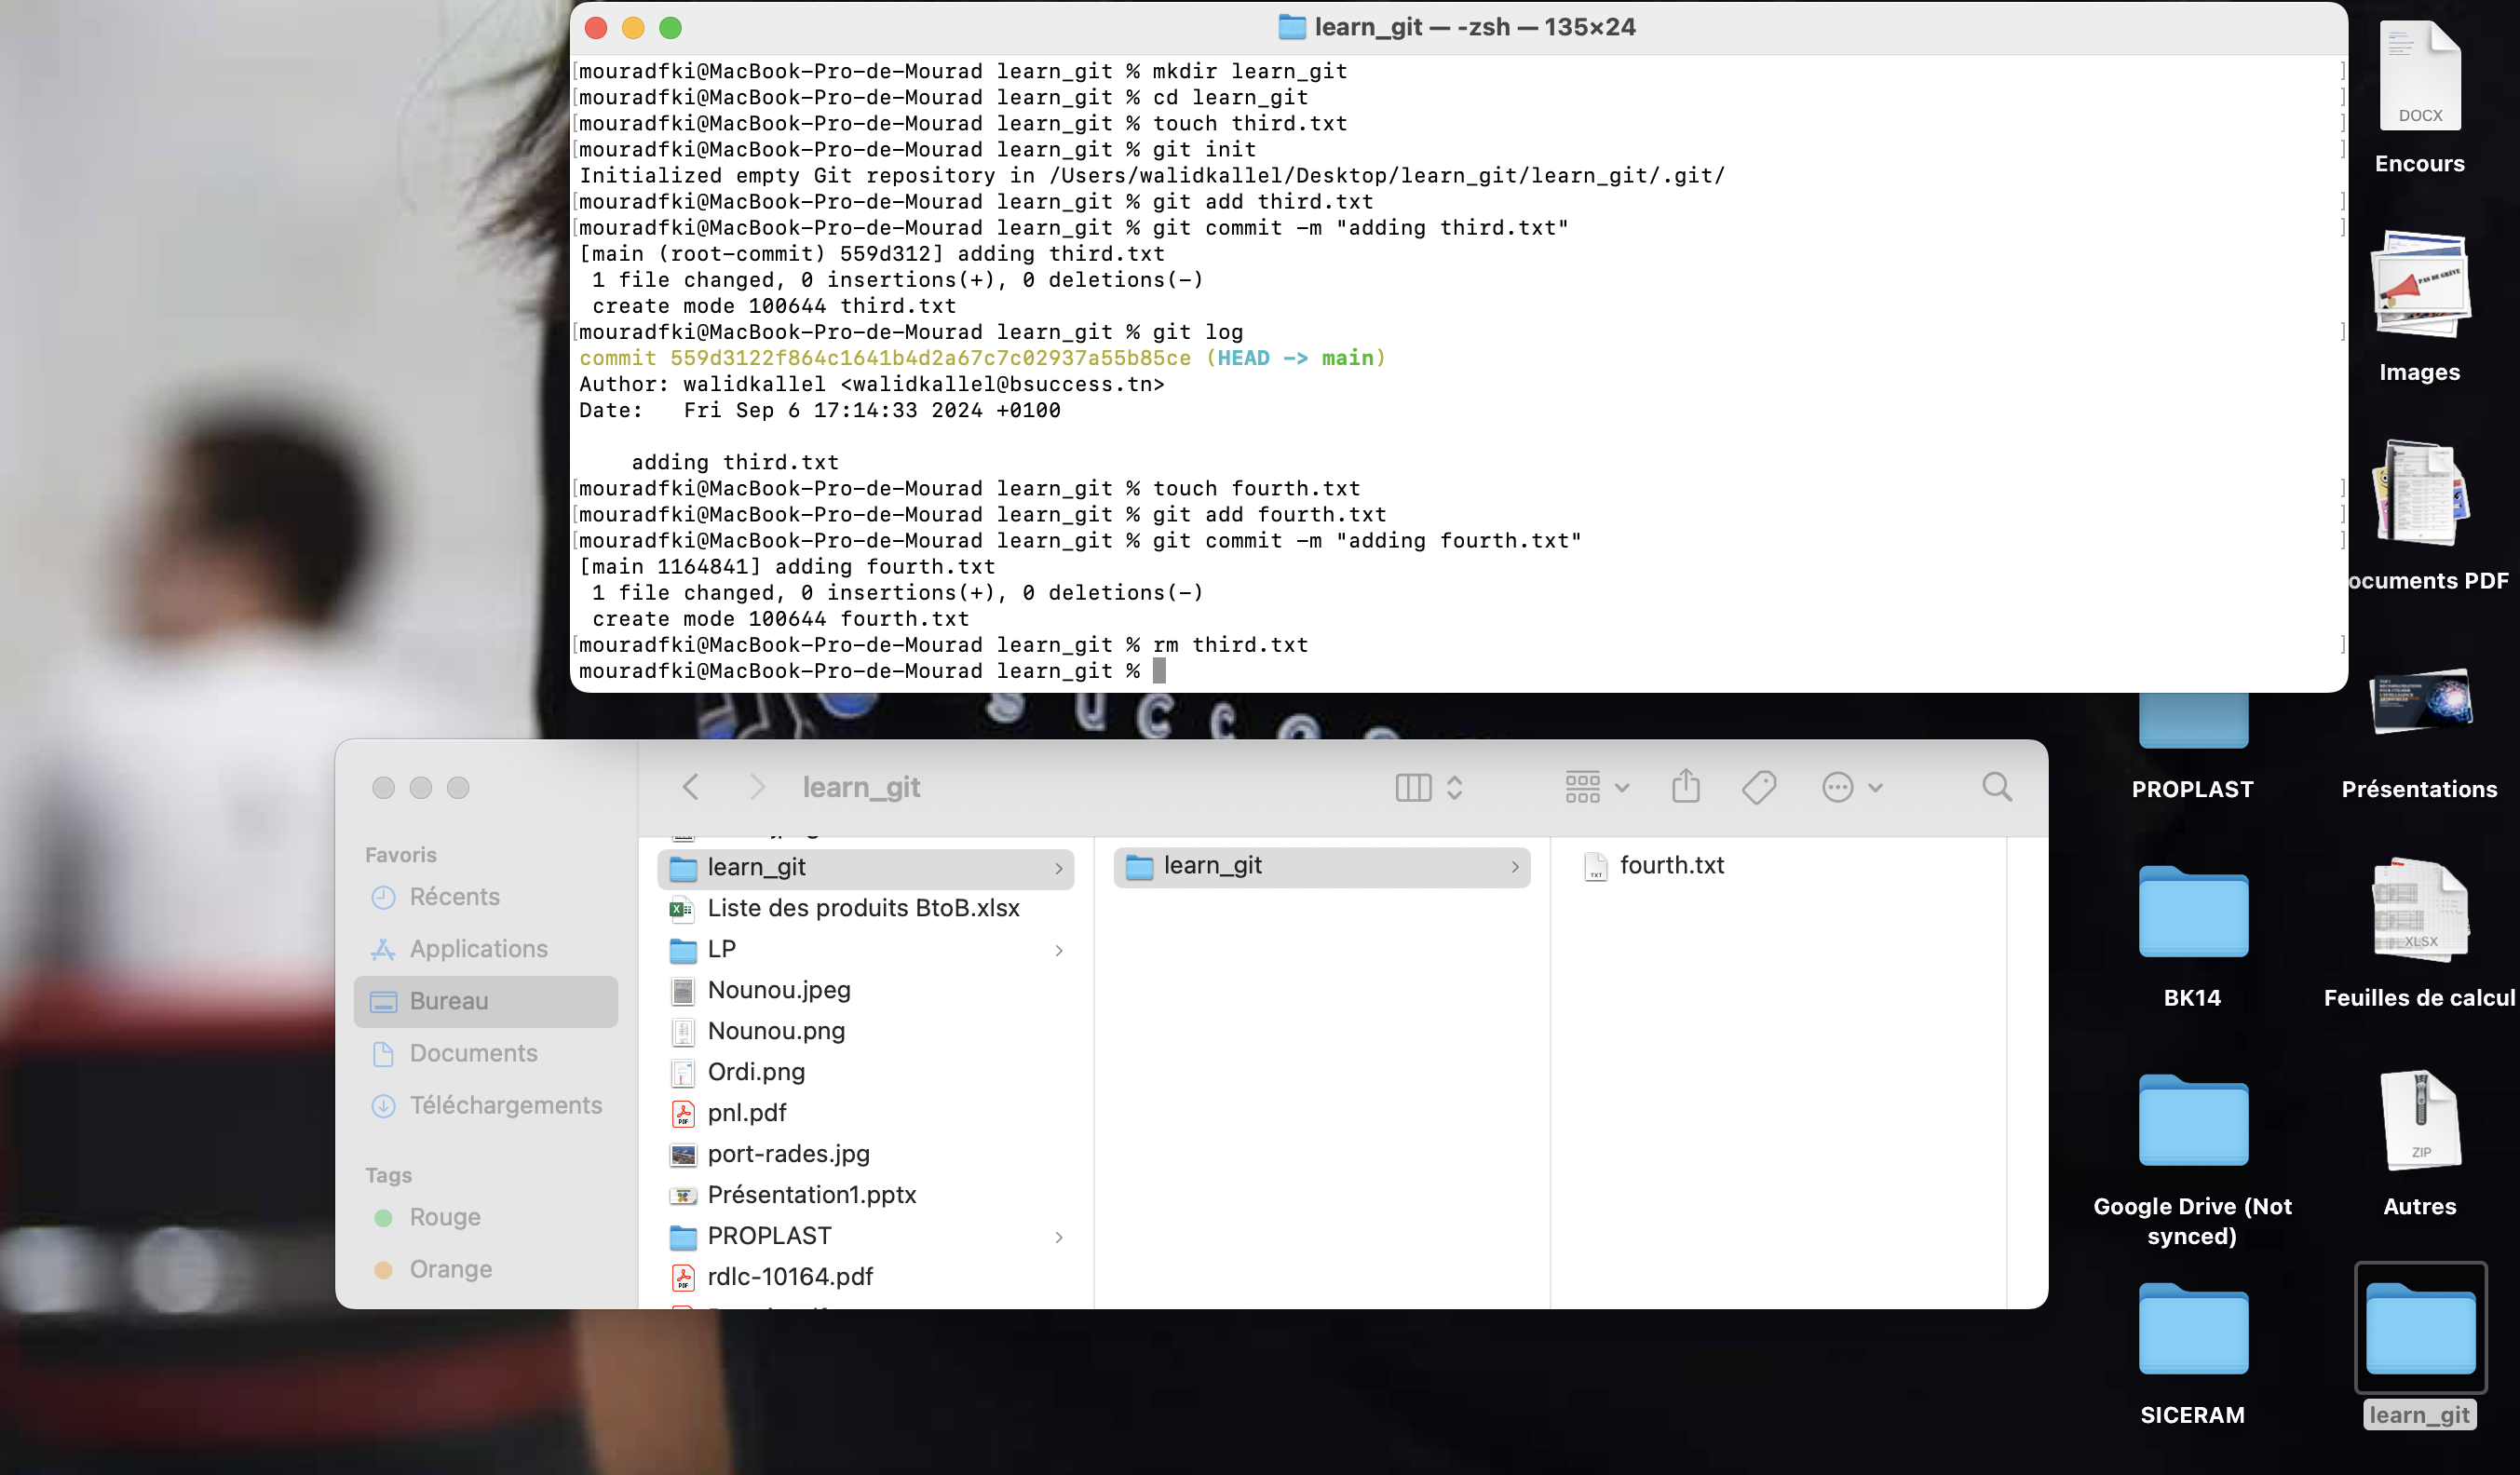 learn_git — -zsh — 135×24
mouradfki@MacBook-Pro-de-Mourad learn_git % mkdir learn_git
mouradfki@MacBook-Pro-de-Mourad learn_git % cd learn_git
mouradfki@MacBook-Pro-de-Mourad learn_git % touch third.txt
mouradfki@MacBook-Pro-de-Mourad learn_git % git init
Initialized empty Git repository in /Users/walidkallel/Desktop/learn_git/learn_git/.git/
mouradfki@MacBook-Pro-de-Mourad learn_git % git add third.txt
mouradfki@MacBook-Pro-de-Mourad learn_git % git commit -m "adding third.txt"
[main (root-commit) 559d312] adding third.txt
1 file changed, 0 insertions(+), 0 deletions(-)
create mode 100644 third.txt
mouradfki@MacBook-Pro-de-Mourad learn_git % git log
commit 559d3122f864c1641b4d2a67c7c02937a55b85ce (HEAD -> main)
Author: walidkallel <walidkallel@bsuccess.tn>
Date:   Fri Sep 6 17:14:33 2024 +0100
adding third.txt
mouradfki@MacBook-Pro-de-Mourad learn_git % touch fourth.txt
mouradfki@MacBook-Pro-de-Mourad learn_git % git add fourth.txt
mouradfki@MacBook-Pro-de-Mourad learn_git % git commit -m "adding fourth.txt"
[main 1164841] adding fourth.txt
1 file changed, 0 insertions(+), 0 deletions(-)
create mode 100644 fourth.txt
mouradfki@MacBook-Pro-de-Mourad learn_git % rm third.txt
mouradfki@MacBook-Pro-de-Mourad learn_git %
learn_git
Favoris
Récents
Applications
Bureau
Documents
Téléchargements
Tags
Rouge
Orange
learn_git
Liste des produits BtoB.xlsx
LP
Nounou.jpeg
Nounou.png
Ordi.png
pnl.pdf
port-rades.jpg
Présentation1.pptx
PROPLAST
rdlc-10164.pdf
learn_git
fourth.txt
DOCX
Encours
PAS DE GRÈVE
Images
ocuments PDF
PROPLAST
Présentations
BK14
XLSX
Feuilles de calcul
Google Drive (Not
synced)
ZIP
Autres
SICERAM
learn_git